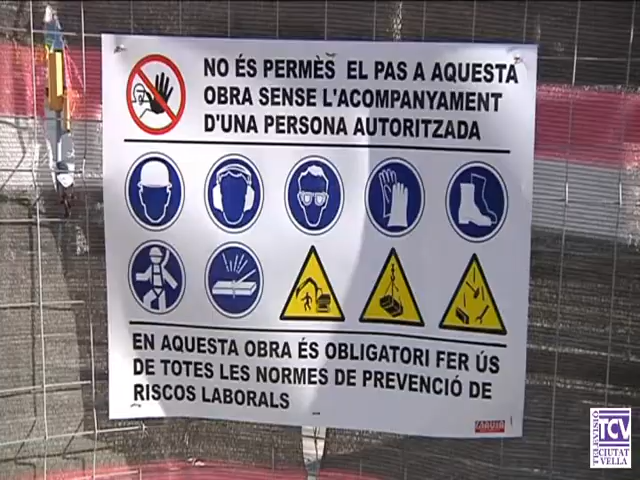 NO ÉS PERMÈS EL PAS A AQUESTA
OBRA SENSE L'ACOMPANYAMENT
D'UNA PERSONA AUTORITZADA
EN AQUESTA OBRA ÉS OBLIGATORI FER ÚS
DE TOTES LES NORMES DE PREVENCIÓ DE
RISCOS LABORALS
TELEVISIÓ
TCV
CIUTAT
VELLA